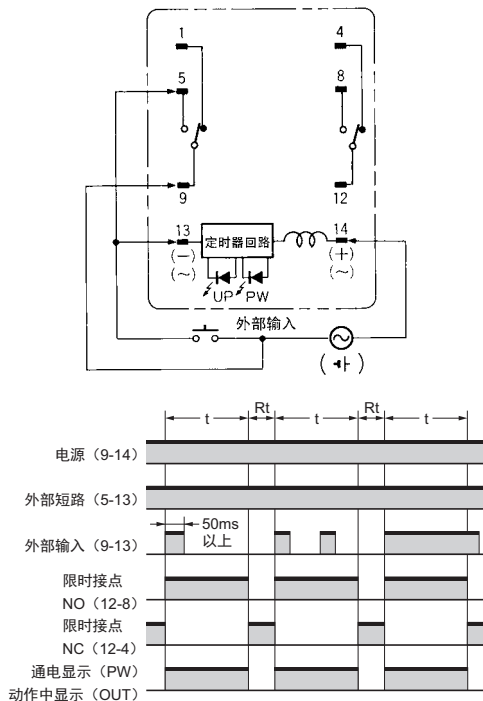 1 4
5 8
9 12
13 定时器回路 14
(−) (+)
(～) (～)
UP PW
外部输入
t Rt t Rt t
电源（9-14）
外部短路（5-13）
外部输入（9-13） 50ms
以上
限时接点
NO（12-8）
限时接点
NC（12-4）
通电显示（PW）
动作中显示（OUT）